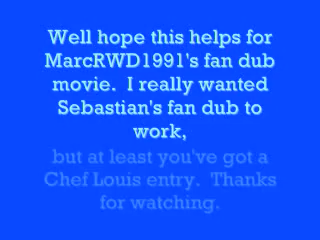 Well hope this helps for
MarcRWD1991's fan dub
movie.  I really wanted
Sebastian's fan dub to
work,
but at least you've got a
Chef Louis entry.  Thanks
for watching.